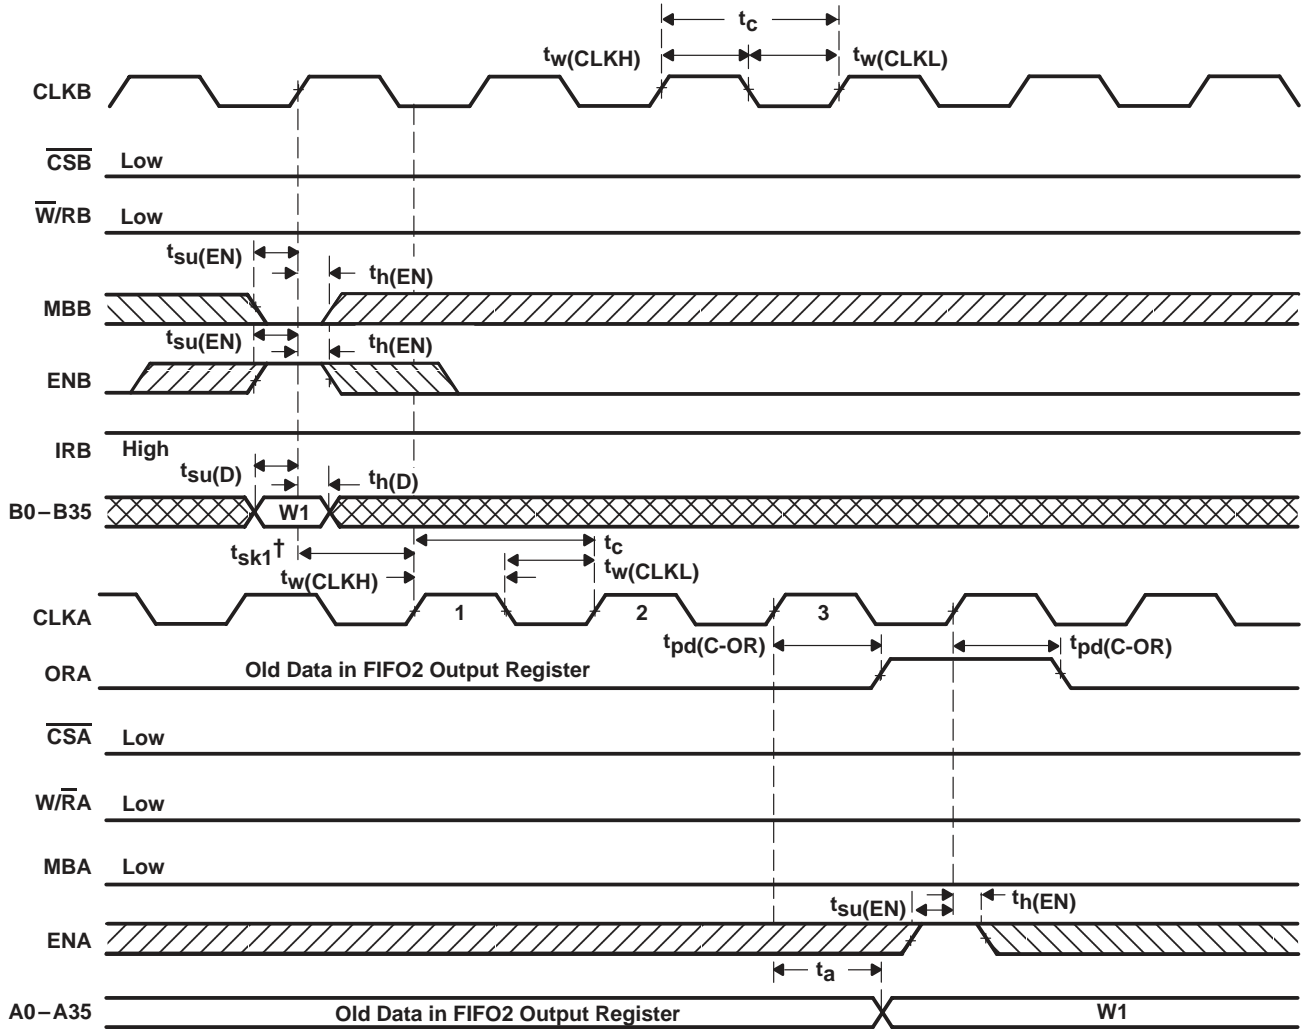 tc
tw(CLKH)
tw(CLKL)
CLKB
CSB Low
W/RB Low
tsu(EN)
th(EN)
MBB
tsu(EN)
th(EN)
ENB
IRB High
tsu(D)
th(D)
B0–B35 W1
tsk1†
tc
tw(CLKH)
tw(CLKL)
CLKA 1 2 3
tpd(C-OR)
tpd(C-OR)
ORA Old Data in FIFO2 Output Register
CSA Low
W/RA Low
MBA Low
tsu(EN)
th(EN)
ENA
ta
A0–A35 Old Data in FIFO2 Output Register W1